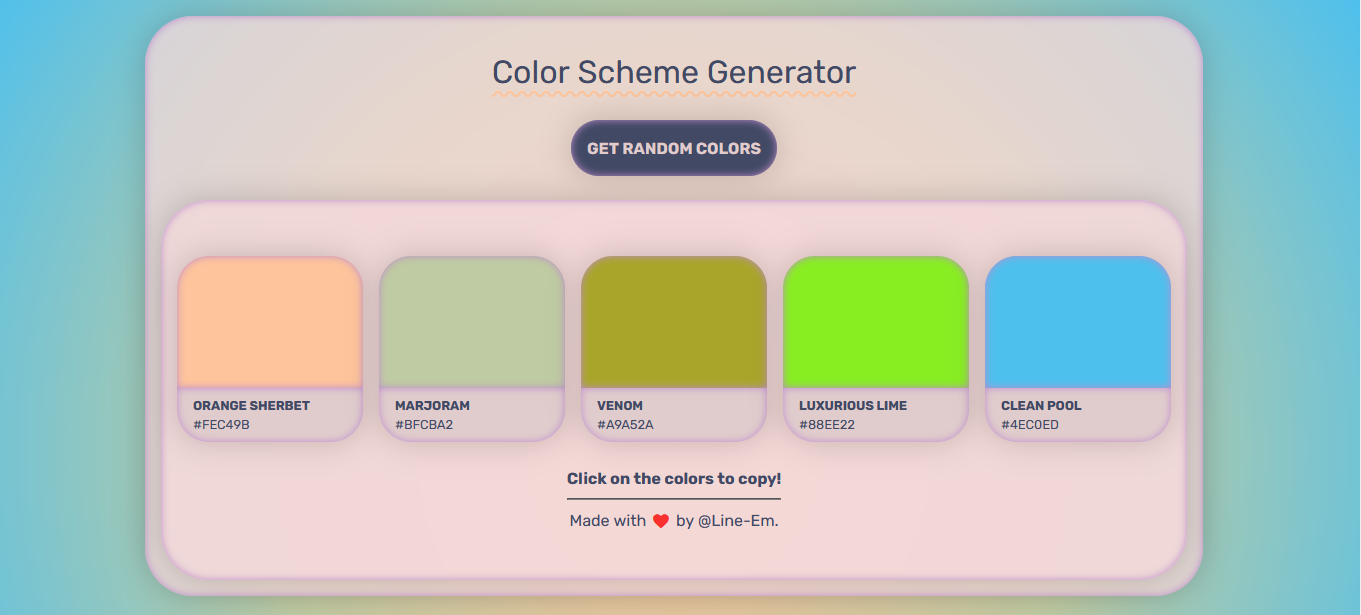 Color Scheme Generator
GET RANDOM COLORS
ORANGE SHERBET
#FEC49B
MARJORAM
#BFCBA2
VENOM
#A9A52A
LUXURIOUS LIME
#88EE22
CLEAN POOL
#4EC0ED
Click on the colors to copy!
Made with ❤ by @Line-Em.